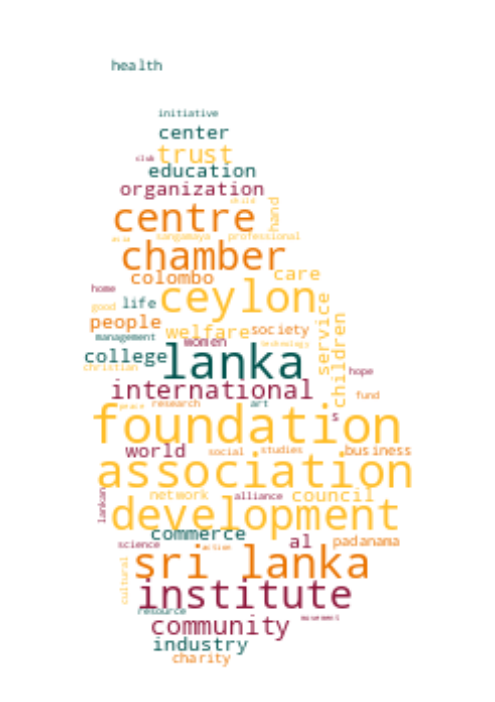 health
initiative
center
club trust
education
organization
child
centre hand
asia sangamaya professional
chamber
colombo care
home
ceylon
good life
people service
welfare society
management women technology
college lanka children
christian hope
international fund
peace research art s
foundation
world social studies business
association
network alliance council
lankan development
commerce
science action al padanama
sri lanka
cultural institute
resource
community movement
industry
charity